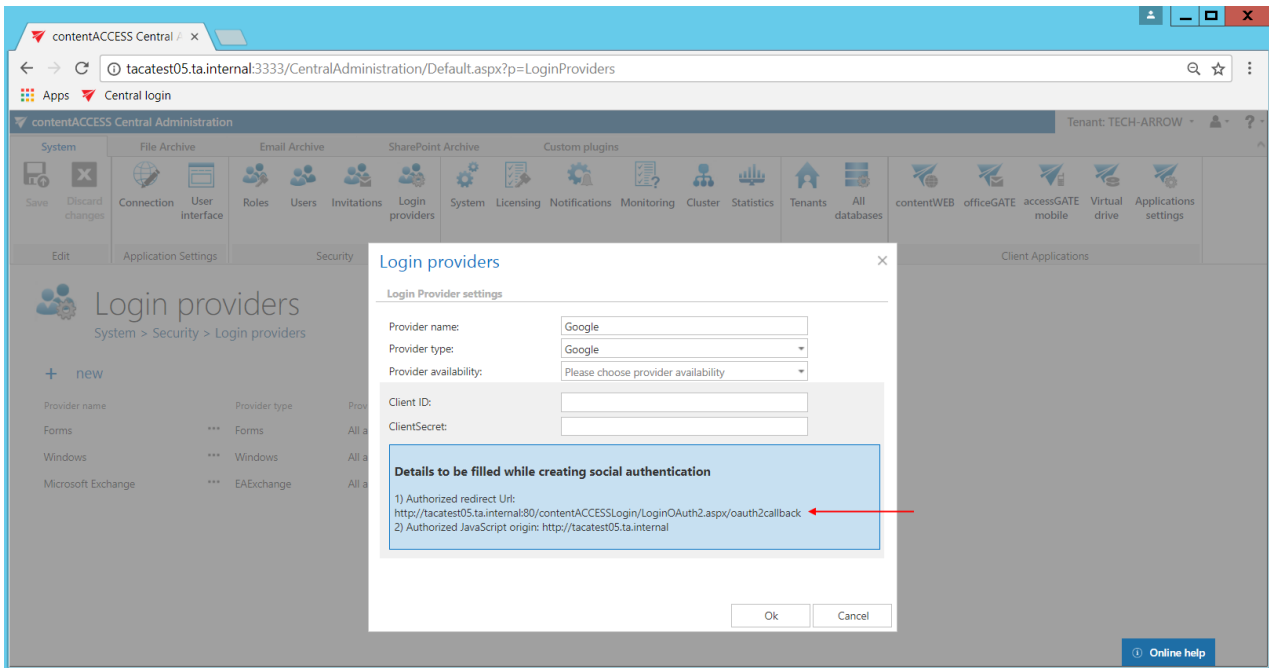 contentACCESS Central A
tacatest05.ta.internal:3333/CentralAdministration/Default.aspx?p=LoginProviders
Apps Central login
contentACCESS Central Administration
Tenant: TECH-ARROW
?
System File Archive Email Archive SharePoint Archive Custom plugins
Save
Discard changes
Connection
User interface
Roles
Users
Invitations
Login providers
System
Licensing
Notifications
Monitoring
Cluster
Statistics
Tenants
All databases
contentWEB
officeGATE
accessGATE mobile
Virtual drive
Applications settings
Edit
Application Settings
Security
Client Applications
Login providers
System > Security > Login providers
+ new
Provider name Provider type Prov
Forms *** Forms All a
Windows *** Windows All a
Microsoft Exchange *** EAExchange All a
Login providers
Login Provider settings
Provider name: Google
Provider type: Google
Provider availability: Please choose provider availability
Client ID:
ClientSecret:
Details to be filled while creating social authentication
1) Authorized redirect Url:
http://tacatest05.ta.internal:80/contentACCESSLogin/LoginOAuth2.aspx/oauth2callback
2) Authorized JavaScript origin: http://tacatest05.ta.internal
Ok Cancel
Online help